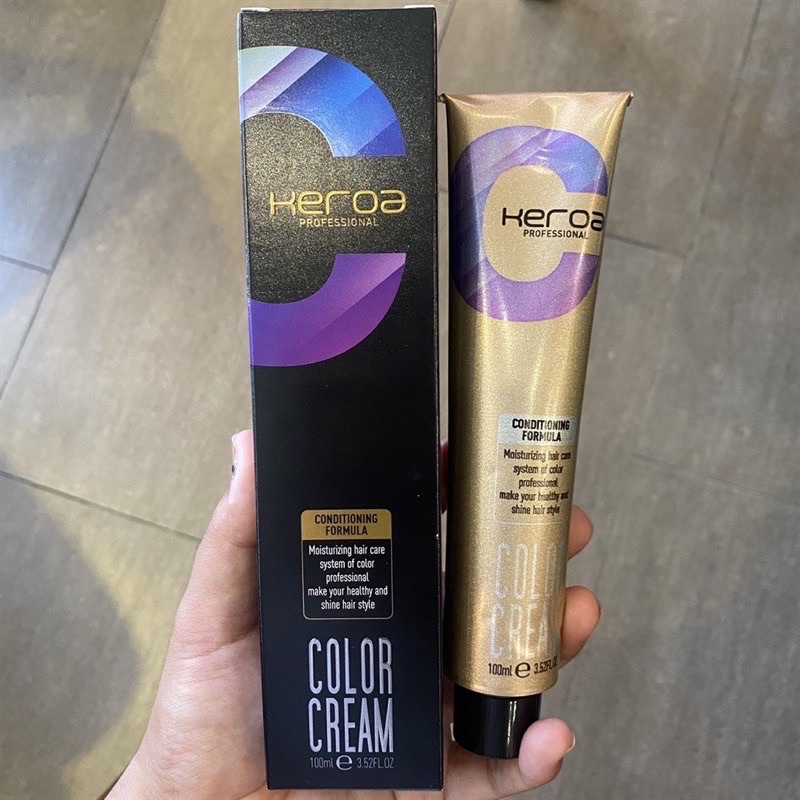 Keroa
PROFESSIONAL
CONDITIONING
FORMULA
Moisturizing hair care
system of color
professional
make your healthy and
shine hair style
COLOR
CREAM
100ml e 3.52FL.OZ
Keroa
PROFESSIONAL
CONDITIONING
FORMULA
Moisturizing hair care
system of color
professional
make your healthy and
shine hair style
COLOR
CREAM
100ml e 3.52FL.OZ